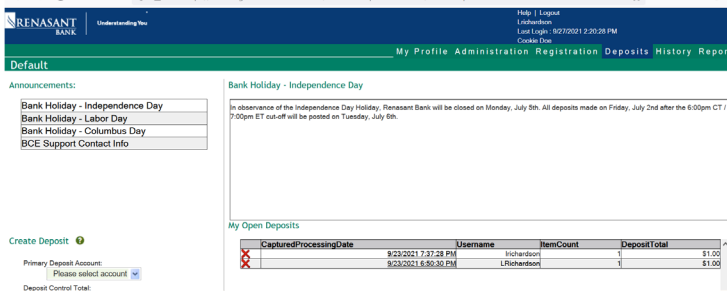 RENASANT
BANK
Understanding You
Help | Logout
Lrichardson
Last Login : 9/27/2021 2:20:28 PM
Cookie Doe
My Profile Administration Registration Deposits History Repor
Default
Announcements:
Bank Holiday - Independence Day
Bank Holiday - Labor Day
Bank Holiday - Columbus Day
BCE Support Contact Info
Bank Holiday - Independence Day
In observance of the Independence Day Holiday, Renasant Bank will be closed on Monday, July 5th. All deposits made on Friday, July 2nd after the 6:00pm CT /
7:00pm ET cut-off will be posted on Tuesday, July 6th.
My Open Deposits
CapturedProcessingDate Username ItemCount DepositTotal
9/23/2021 7:37:28 PM lrichardson 1 $1.00
9/23/2021 6:50:30 PM LRichardson 1 $1.00
Create Deposit
Primary Deposit Account:
Please select account
Deposit Control Total: